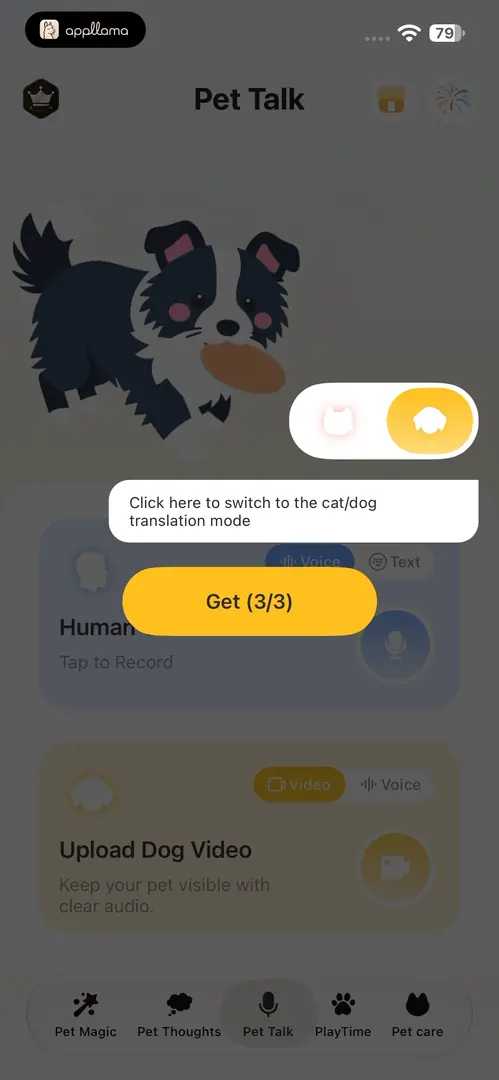 appllama
79
Pet Talk
Click here to switch to the cat/dog
translation mode
Voice
Text
Get (3/3)
Human
Tap to Record
Video
Voice
Upload Dog Video
Keep your pet visible with
clear audio.
Pet Magic
Pet Thoughts
Pet Talk
PlayTime
Pet care